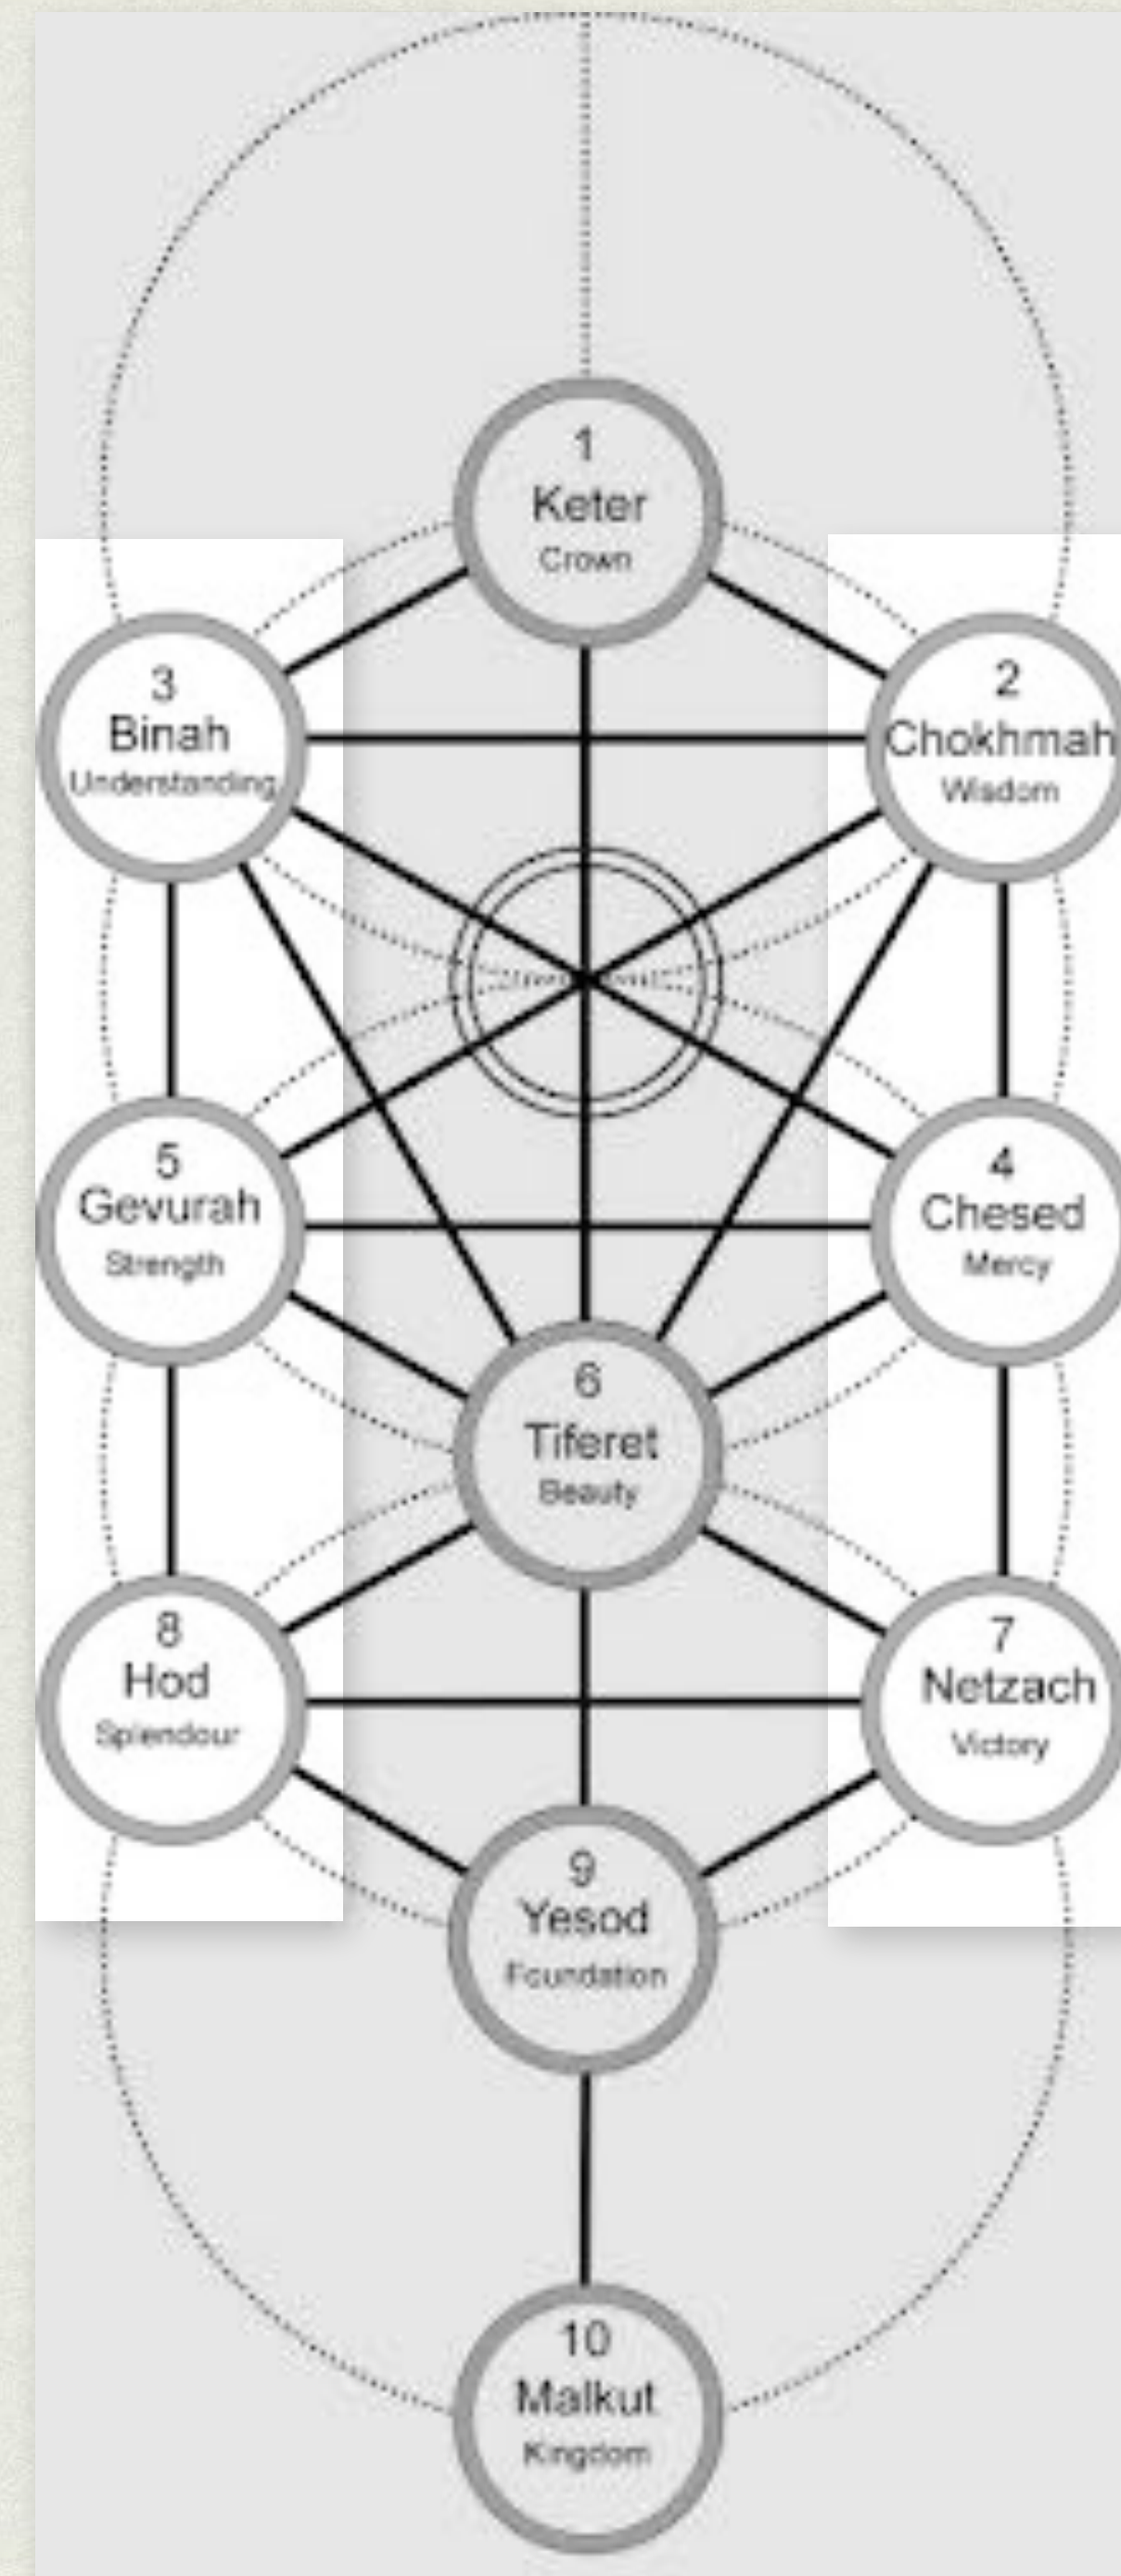 1
Keter
Crown
3
Binah
Understanding
2
Chokhmah
Wisdom
5
Gevurah
Strength
4
Chesed
Mercy
6
Tiferet
Beauty
8
Hod
Splendour
7
Netzach
Victory
9
Yesod
Foundation
10
Malkut
Kingdom